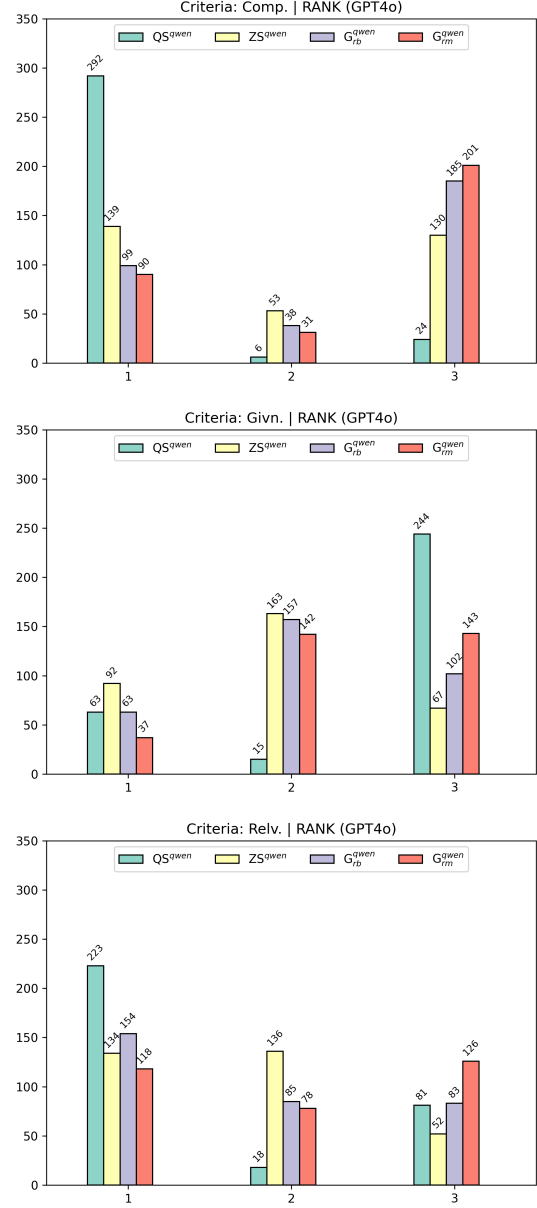 Criteria: Comp. | RANK (GPT4o)
QS^qwen ZS^qwen G_rb^qwen G_rm^qwen
350
300
250
200
150
100
50
0
292 139 99 90
6 53 38 31
24 130 185 201
1 2 3
Criteria: Givn. | RANK (GPT4o)
QS^qwen ZS^qwen G_rb^qwen G_rm^qwen
350
300
250
200
150
100
50
0
63 92 63 37
15 163 157 142
244 67 102 143
1 2 3
Criteria: Relv. | RANK (GPT4o)
QS^qwen ZS^qwen G_rb^qwen G_rm^qwen
350
300
250
200
150
100
50
0
223 134 154 118
18 136 85 78
81 52 83 126
1 2 3